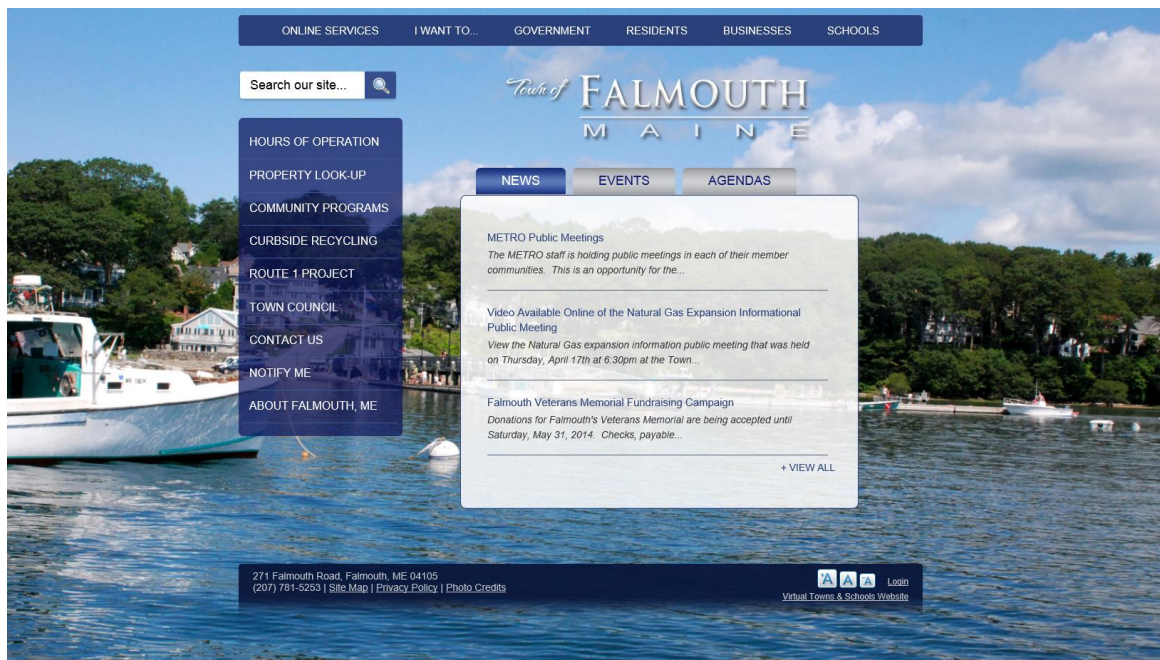 ONLINE SERVICES I WANT TO... GOVERNMENT RESIDENTS BUSINESSES SCHOOLS
Search our site...
Town of FALMOUTH
MAINE
HOURS OF OPERATION
PROPERTY LOOK-UP
COMMUNITY PROGRAMS
CURBSIDE RECYCLING
ROUTE 1 PROJECT
TOWN COUNCIL
CONTACT US
NOTIFY ME
ABOUT FALMOUTH, ME
NEWS EVENTS AGENDAS
METRO Public Meetings
The METRO staff is holding public meetings in each of their member
communities. This is an opportunity for the...
Video Available Online of the Natural Gas Expansion Informational
Public Meeting
View the Natural Gas expansion information public meeting that was held
on Thursday, April 17th at 6:30pm at the Town...
Falmouth Veterans Memorial Fundraising Campaign
Donations for Falmouth's Veterans Memorial are being accepted until
Saturday, May 31, 2014. Checks, payable...
+ VIEW ALL
271 Falmouth Road, Falmouth, ME 04105
(207) 781-5253 | Site Map | Privacy Policy | Photo Credits
A A A Login
Virtual Towns & Schools Website